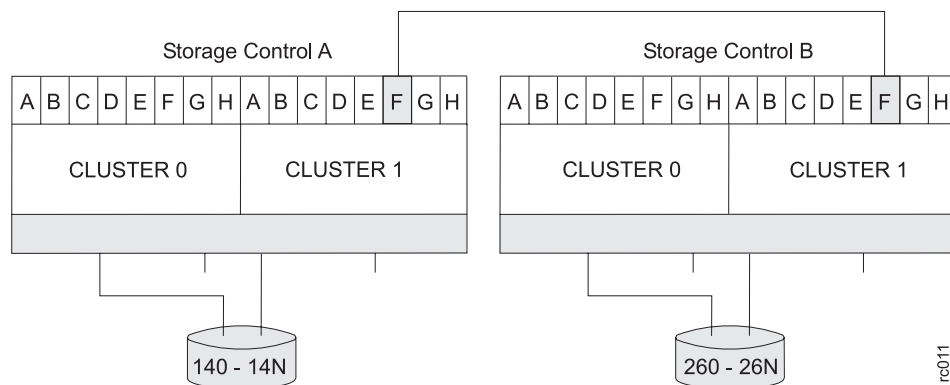 Storage Control A
Storage Control B
A B C D E F G H A B C D E F G H
A B C D E F G H A B C D E F G H
CLUSTER 0
CLUSTER 1
CLUSTER 0
CLUSTER 1
140 - 14N
260 - 26N
rc011